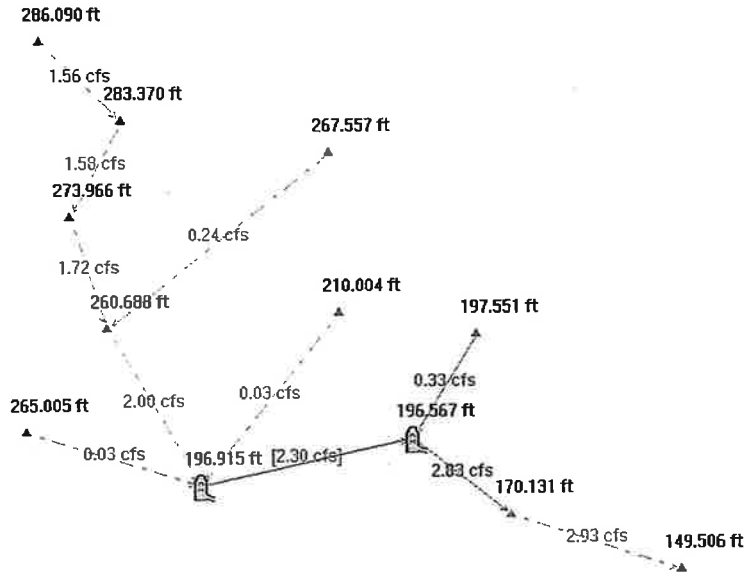 286.090 ft
1.56 cfs
283.370 ft
267.557 ft
1.58 cfs
273.966 ft
0.24 cfs
1.72 cfs
260.688 ft
210.004 ft
197.551 ft
0.33 cfs
2.00 cfs
0.03 cfs
265.005 ft
196.567 ft
0.03 cfs
196.915 ft
[2.30 cfs]
2.83 cfs
170.131 ft
2.93 cfs
149.506 ft